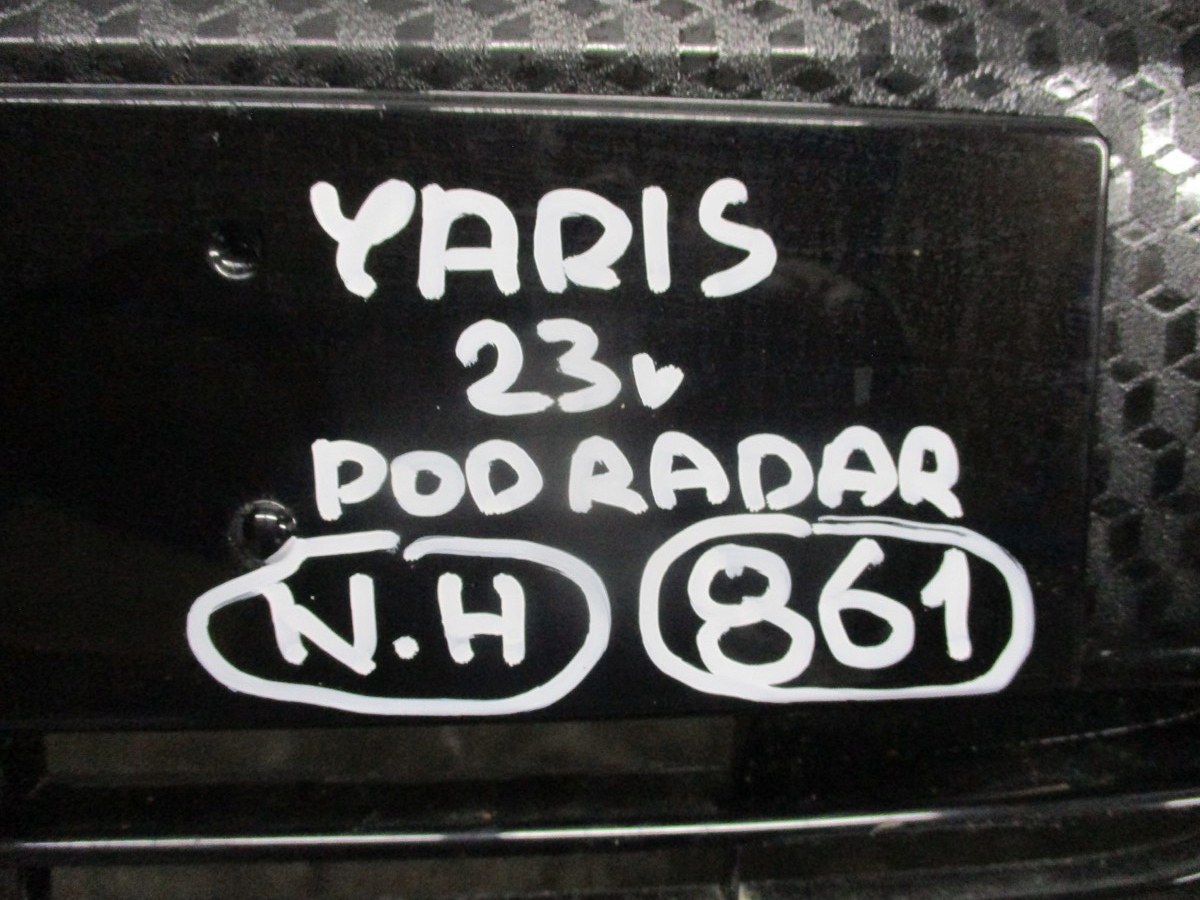 YARIS
23r
POD RADAR
N.H 861